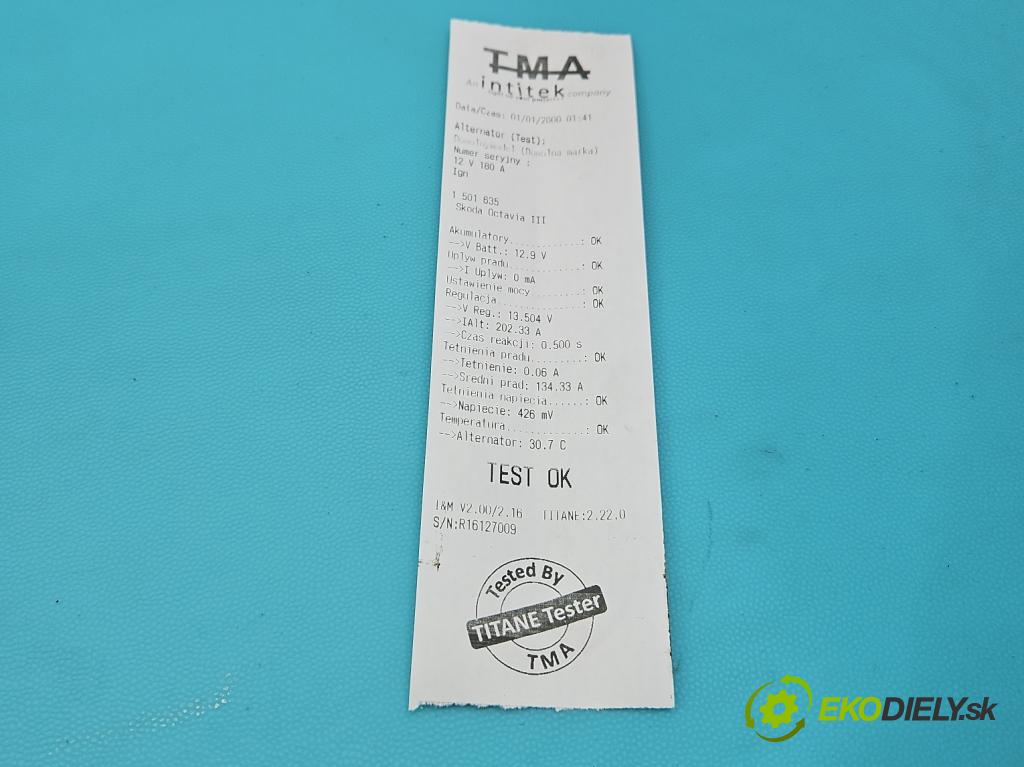 TMA
An intitek company
Data/Czas: 01/01/2000 01:41
Alternator (Test):
(Dowolna marka)
Numer seryjny :
12 V 180 A
Ign
1 501 635
Skoda Octavia III
Akumulatory............: OK
-->V Batt.: 12.9 V
Uplyw pradu............: OK
-->I Uplyw: 0 mA
Ustawienie mocy........: OK
Regulacja..............: OK
-->V Reg.: 13.504 V
-->IAlt: 202.33 A
-->Czas reakcji: 0.500 s
Tetnienia pradu.........: OK
-->Tetnienie: 0.06 A
-->Sredni prad: 134.33 A
Tetnienia napiecia......: OK
-->Napiecie: 426 mV
Temperatura.............: OK
-->Alternator: 30.7 C
TEST OK
I&M V2.00/2.16 TITANE:2.22.0
S/N:R16127009
Tested By
TITANE Tester
TMA
EKODIELY.sk